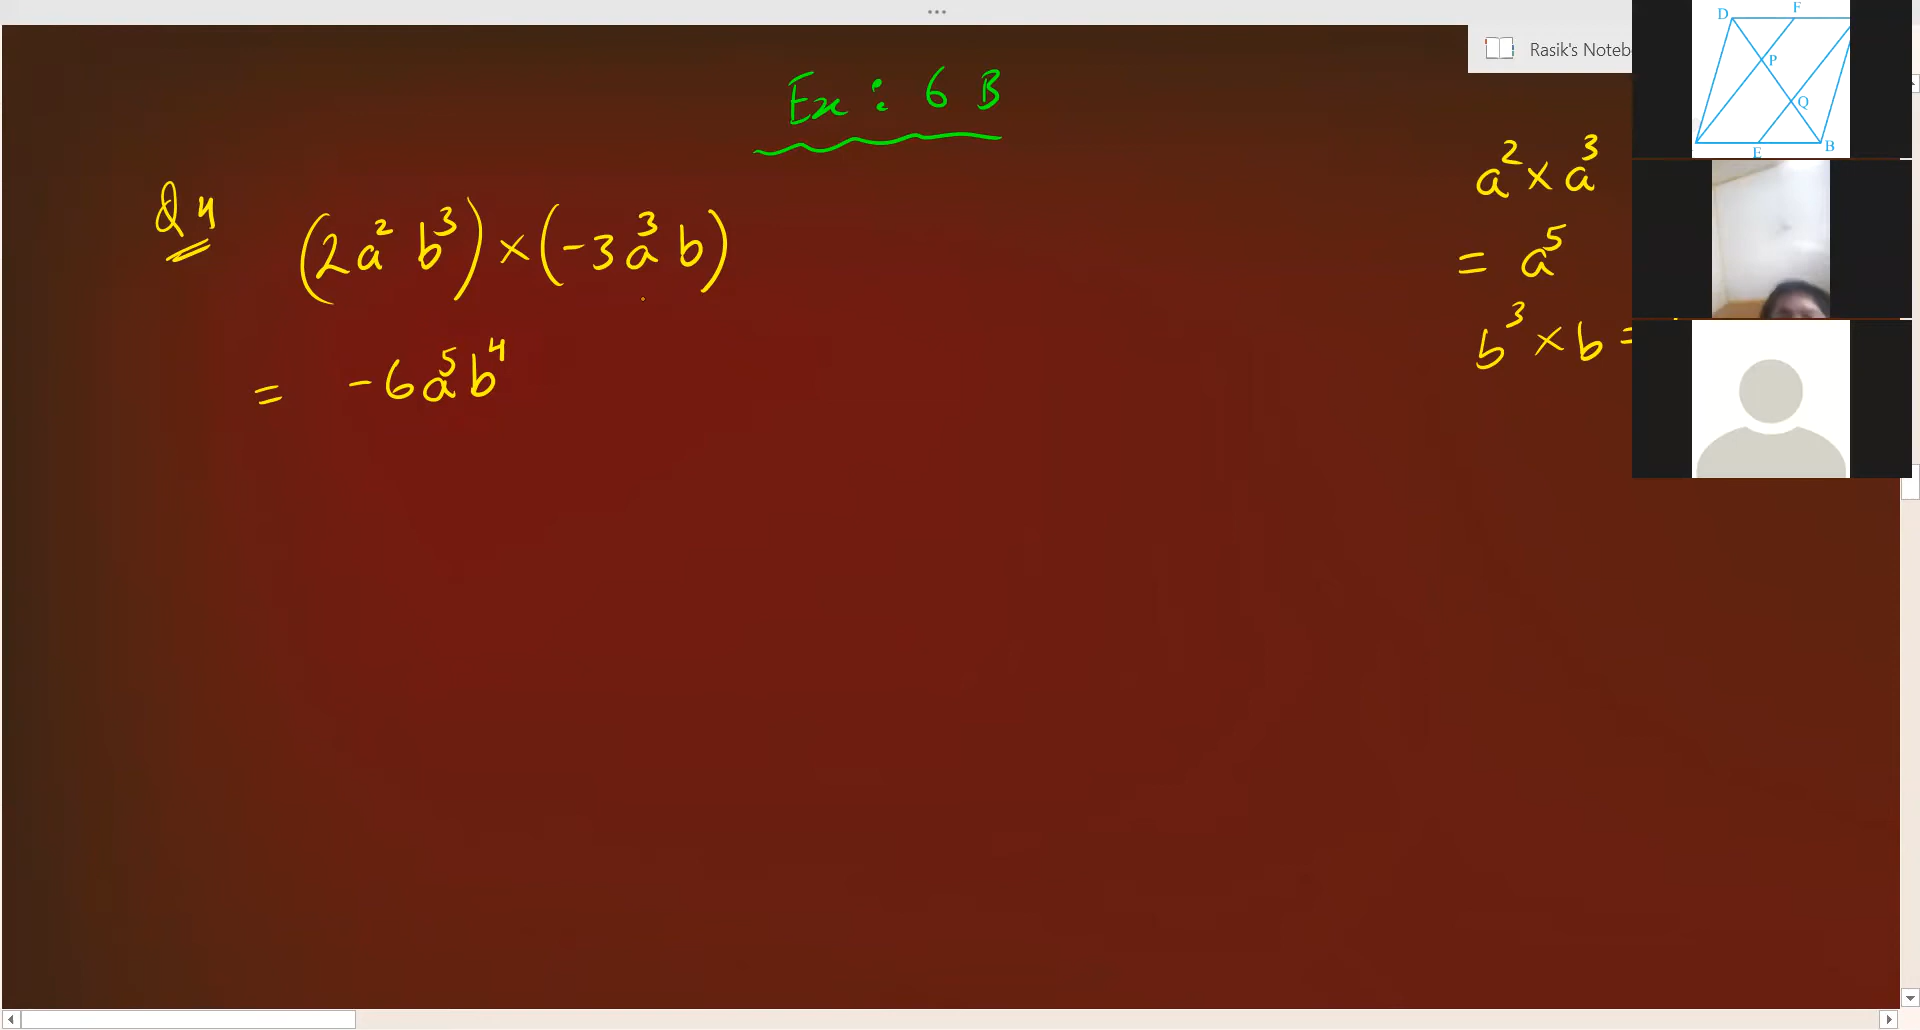 Rasik's Noteb
Ex : 6 B
Q 4
(2a² b³) × (-3a³ b)
= -6a⁵b⁴
a² × a³
= a⁵
b³ × b =
D F
P
Q
E B